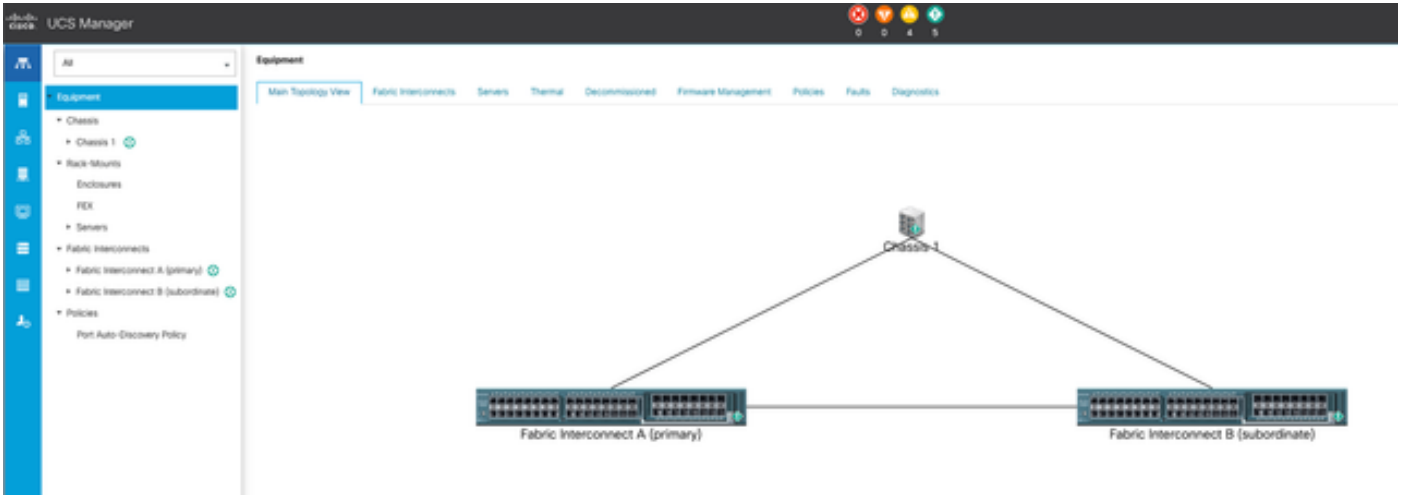 cisco. UCS Manager
0 0 4 5
All
Equipment
Chassis
Chassis 1
Rack-Mounts
Enclosures
FEX
Servers
Fabric Interconnects
Fabric Interconnect A (primary)
Fabric Interconnect B (subordinate)
Policies
Port Auto-Discovery Policy
Equipment
Main Topology View Fabric Interconnects Servers Thermal Decommissioned Firmware Management Policies Faults Diagnostics
Chassis 1
Fabric Interconnect A (primary)
Fabric Interconnect B (subordinate)